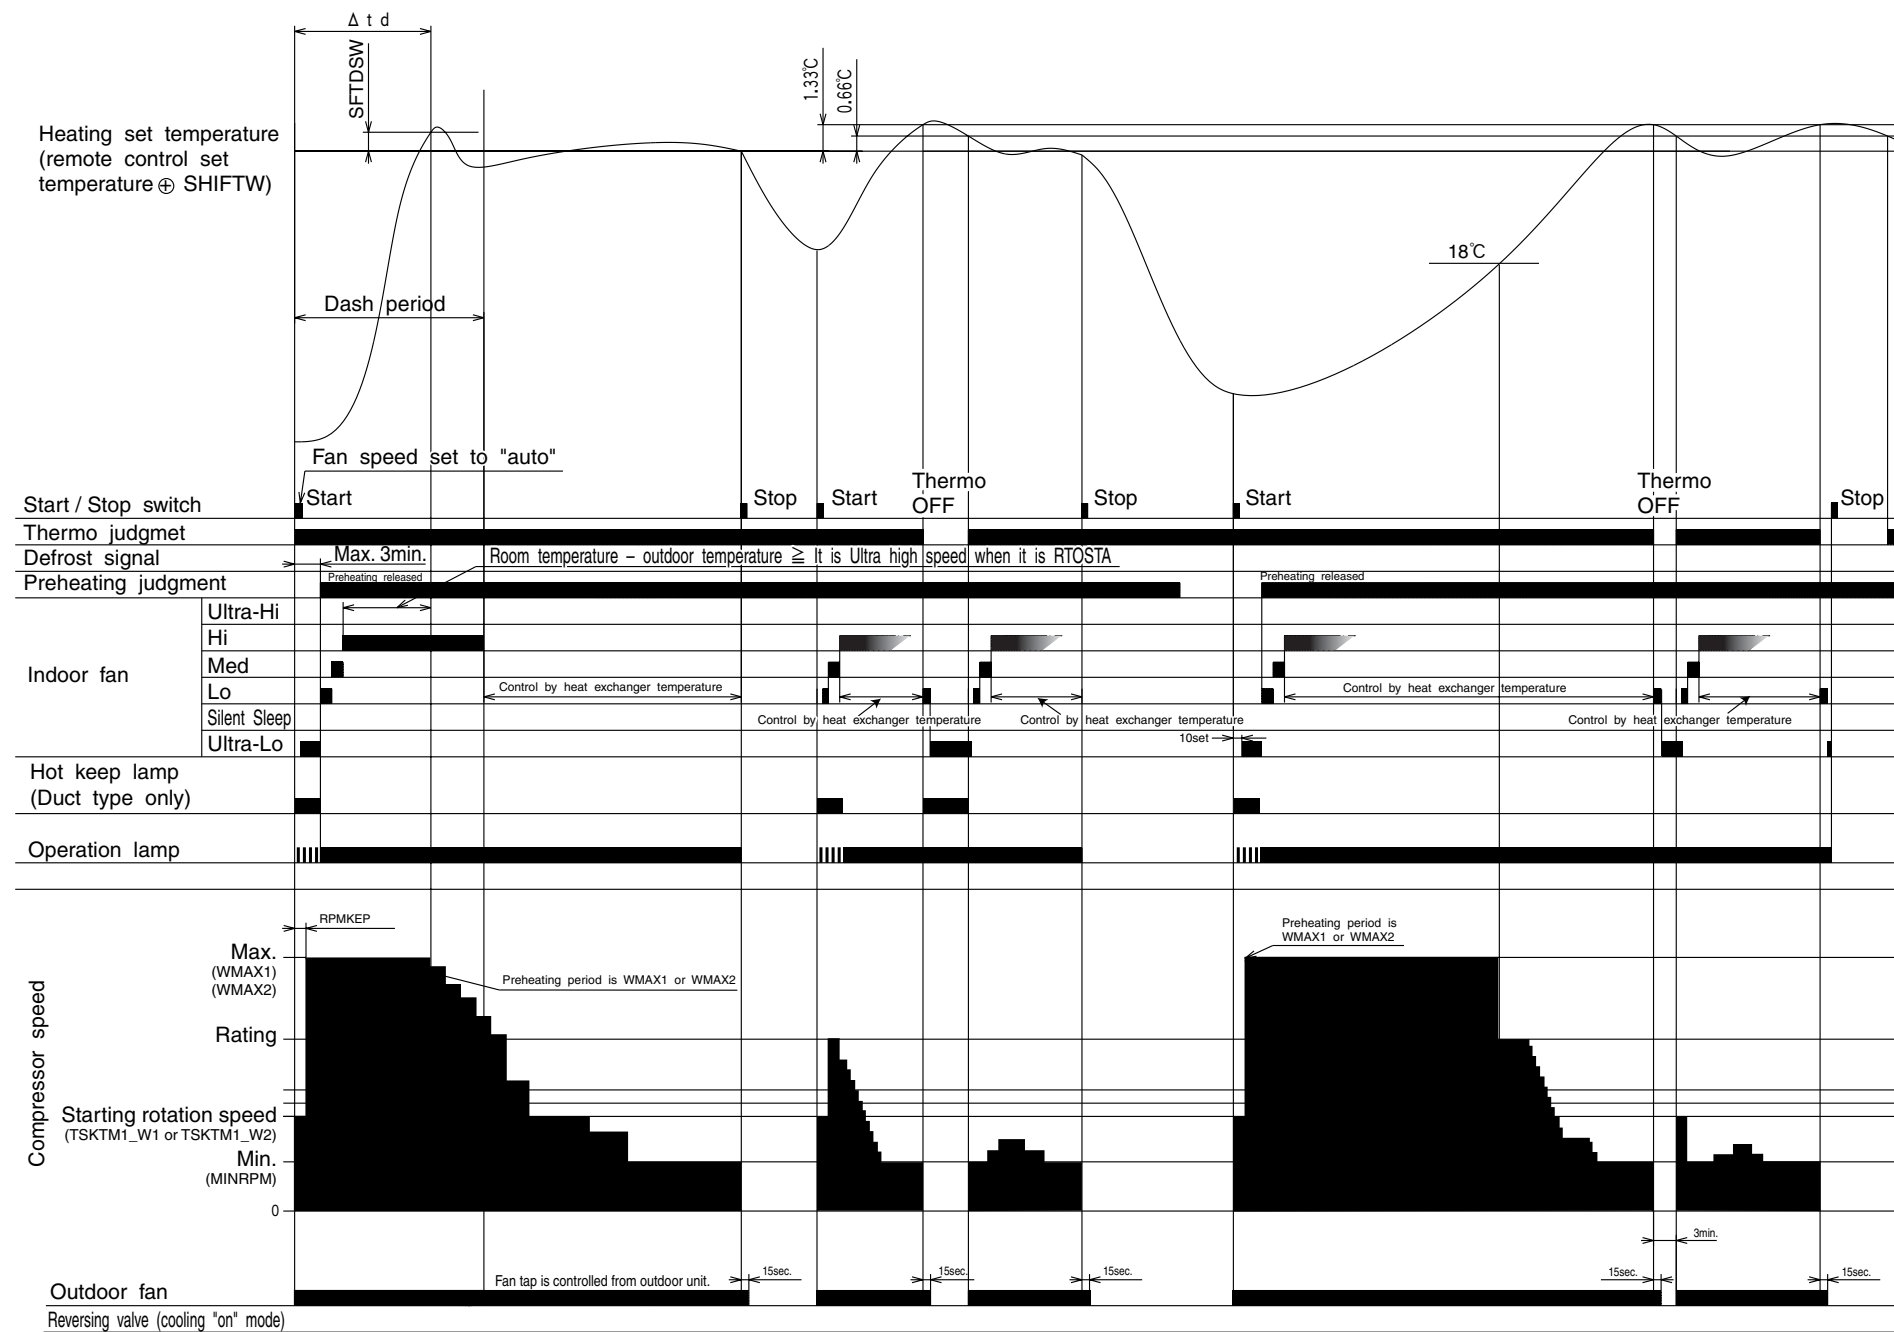 Δ t d
SFTDSW
1.33℃
0.66℃
Heating set temperature
(remote control set
temperature ⊕ SHIFTW)
18℃
Dash period
Fan speed set to "auto"
Start / Stop switch
Start
Stop
Start
Thermo
OFF
Stop
Start
Thermo
OFF
Stop
Thermo judgmet
Defrost signal
Max. 3min.
Room temperature – outdoor temperature ≧ It is Ultra high speed when it is RTOSTA
Preheating judgment
Preheating released
Preheating released
Indoor fan
Ultra-Hi
Hi
Med
Lo
Control by heat exchanger temperature
Control by heat exchanger temperature
Silent Sleep
Control by heat exchanger temperature
Control by heat exchanger temperature
Control by heat exchanger temperature
Ultra-Lo
10set
Hot keep lamp
(Duct type only)
Operation lamp
RPMKEP
Preheating period is
WMAX1 or WMAX2
Compressor speed
Max.
(WMAX1)
(WMAX2)
Preheating period is WMAX1 or WMAX2
Rating
Starting rotation speed
(TSKTM1_W1 or TSKTM1_W2)
Min.
(MINRPM)
0
3min.
Fan tap is controlled from outdoor unit.
15sec.
15sec.
15sec.
15sec.
15sec.
Outdoor fan
Reversing valve (cooling "on" mode)